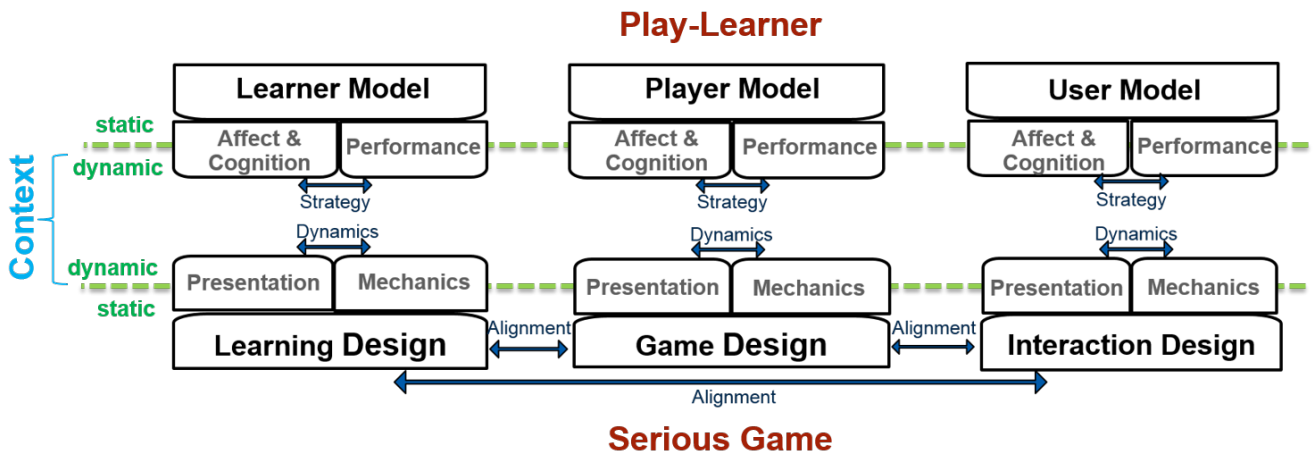 Play-Learner
Learner Model
Player Model
User Model
static
Affect &
Cognition
Performance
Affect &
Cognition
Performance
Affect &
Cognition
Performance
dynamic
Strategy
Strategy
Strategy
Context
Dynamics
Dynamics
Dynamics
dynamic
Presentation
Mechanics
Presentation
Mechanics
Presentation
Mechanics
static
Learning Design
Alignment
Game Design
Alignment
Interaction Design
Alignment
Serious Game